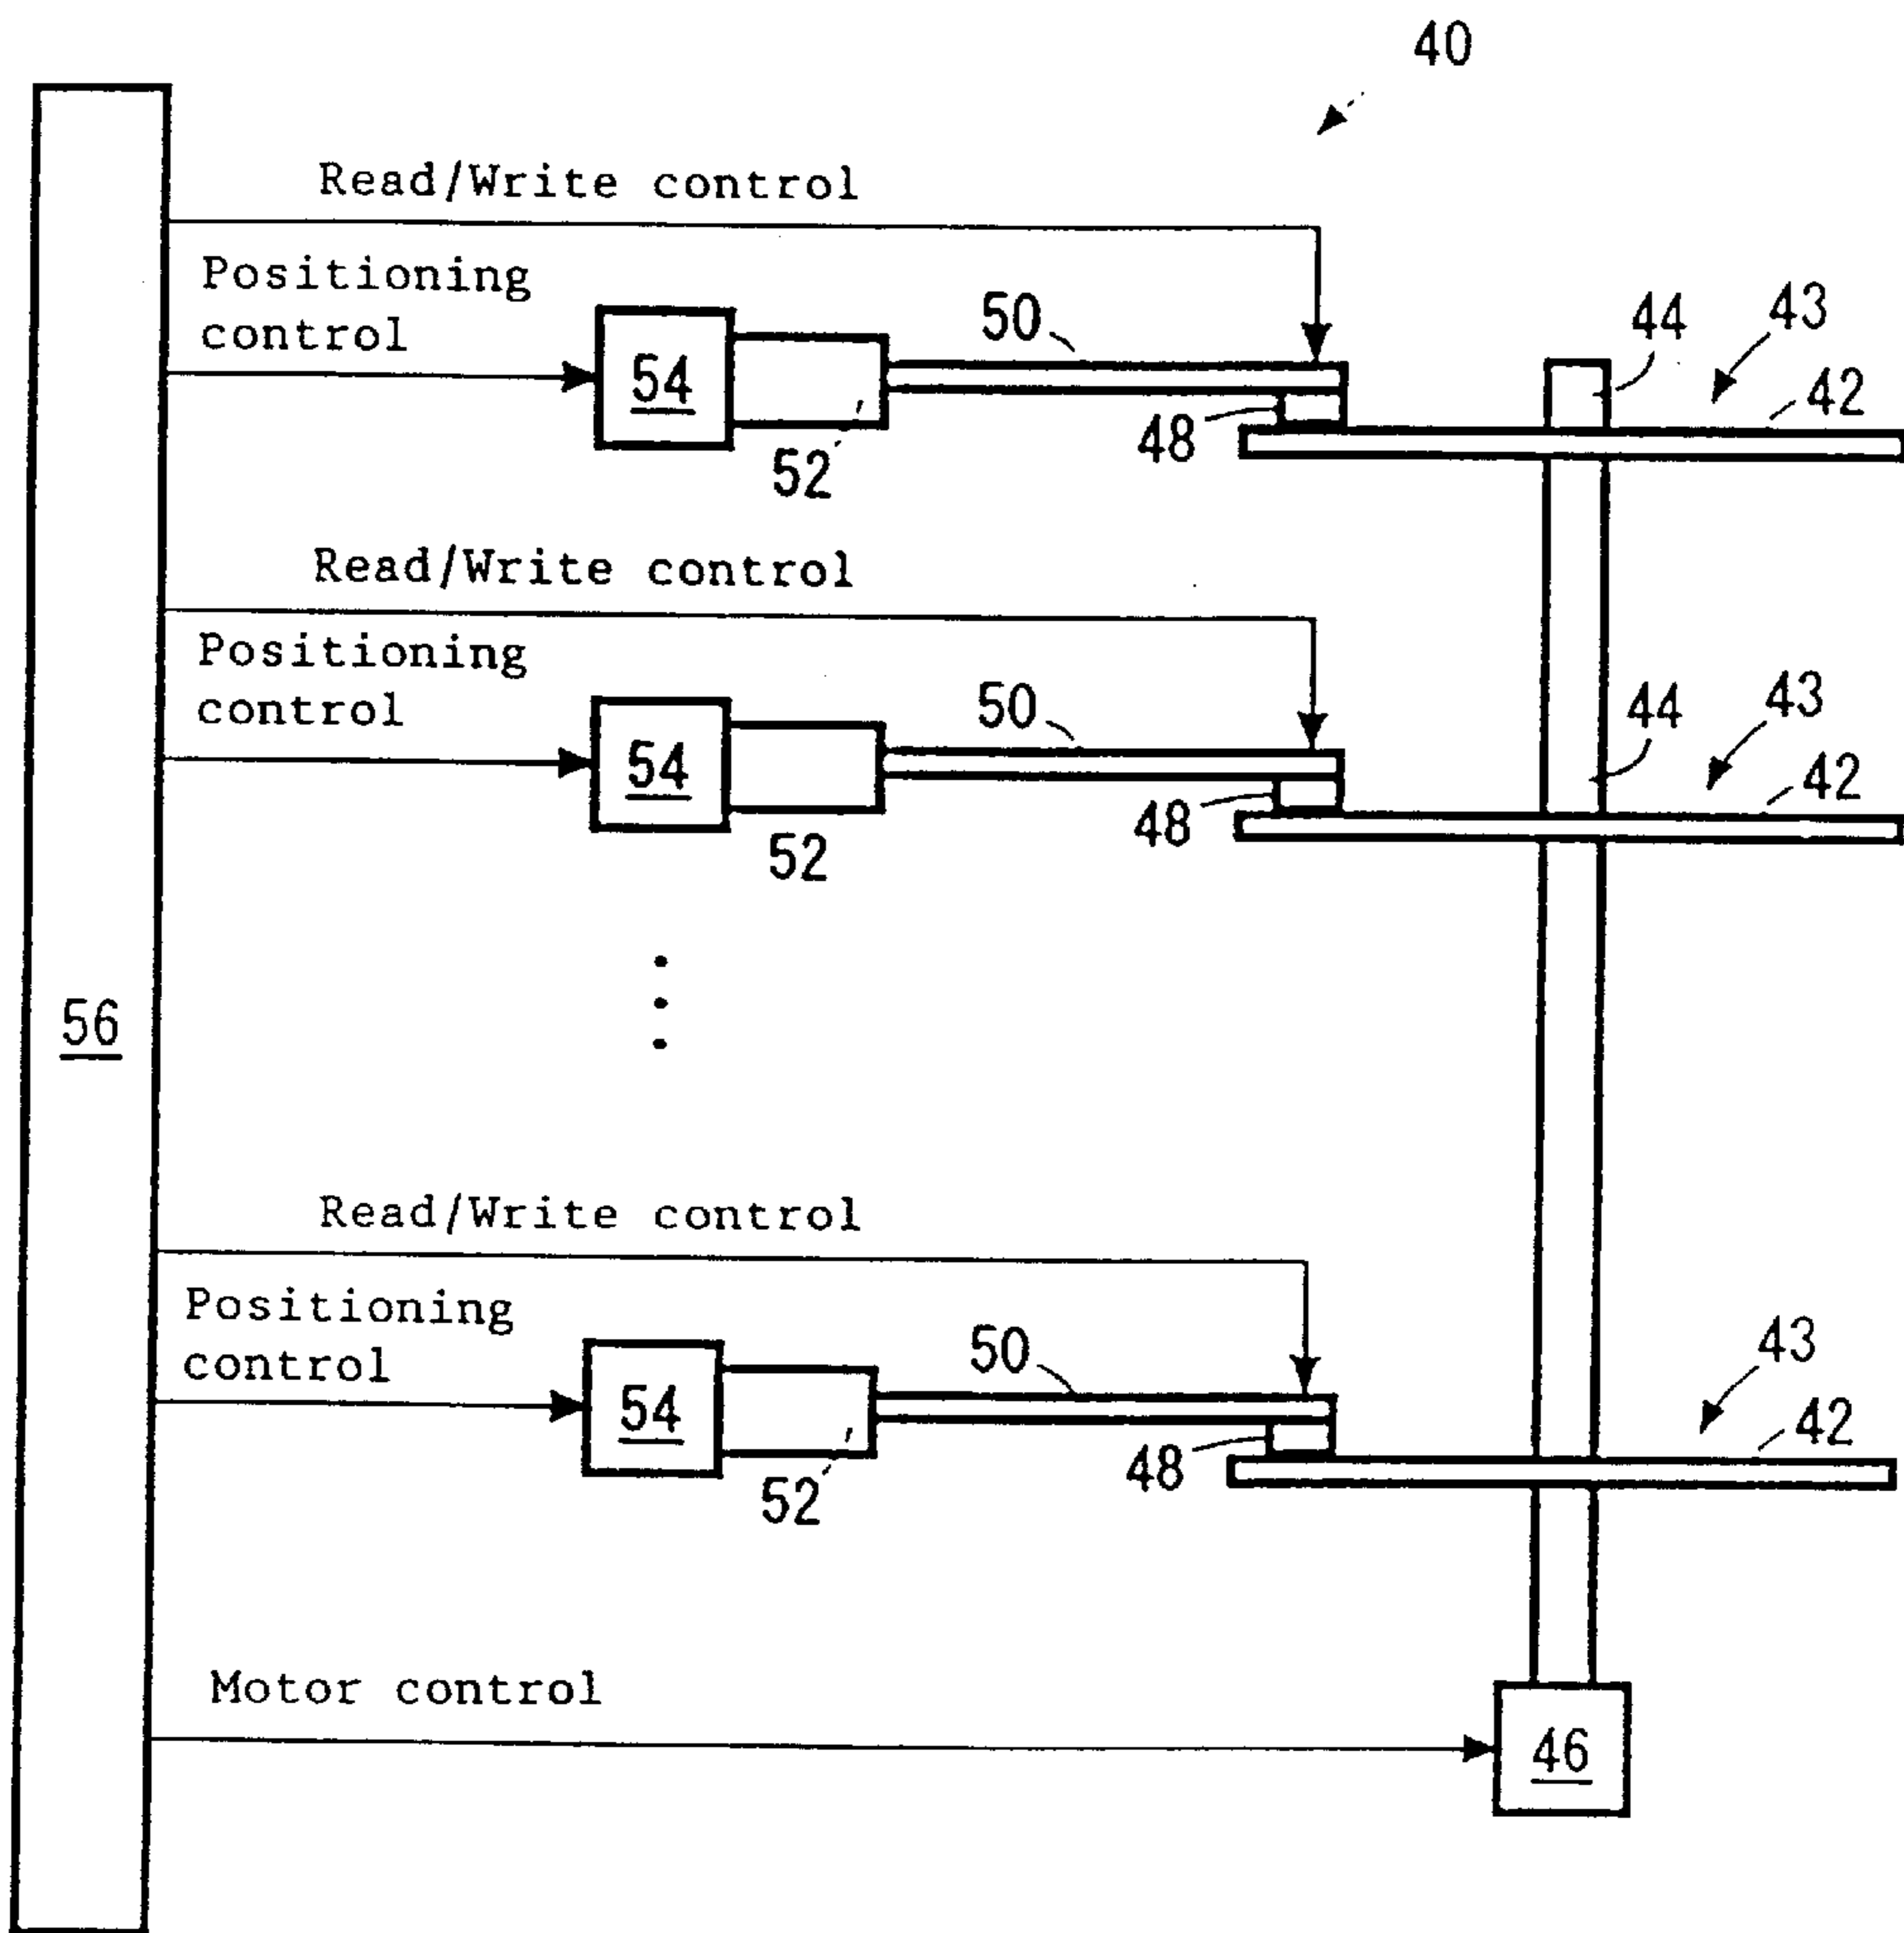 40
Read/Write control
Positioning
control
54
52
50
48
44
43
42
Read/Write control
Positioning
control
54
52
50
48
44
43
42
56
Read/Write control
Positioning
control
54
52
50
48
43
42
Motor control
46